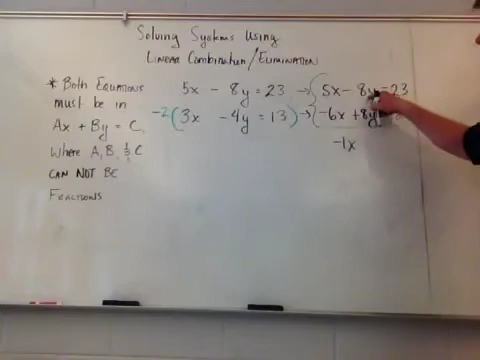 Solving Systems Using
Linear Combination/Elimination
* Both Equations
must be in
Ax + By = C,
Where A, B, & C
CAN NOT BE
Fractions
5x - 8y = 23 → 5x - 8y = 23
-2(3x - 4y = 13) → -6x + 8y
-1x